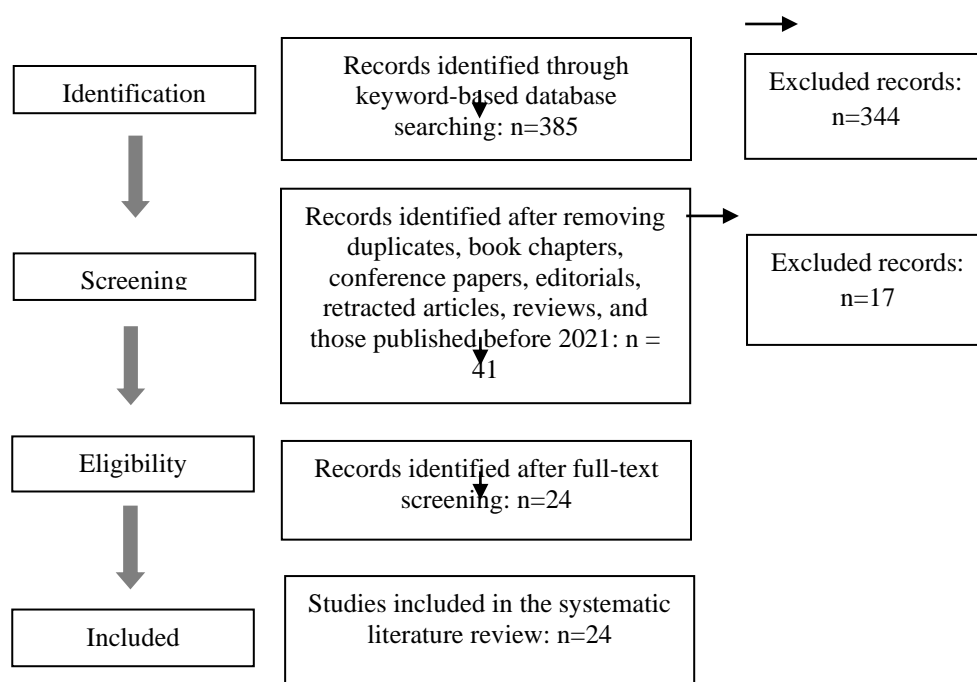 Identification
Records identified through
keyword-based database
searching: n=385
Excluded records:
n=344
Screening
Records identified after removing
duplicates, book chapters,
conference papers, editorials,
retracted articles, reviews, and
those published before 2021: n =
41
Excluded records:
n=17
Eligibility
Records identified after full-text
screening: n=24
Included
Studies included in the systematic
literature review: n=24